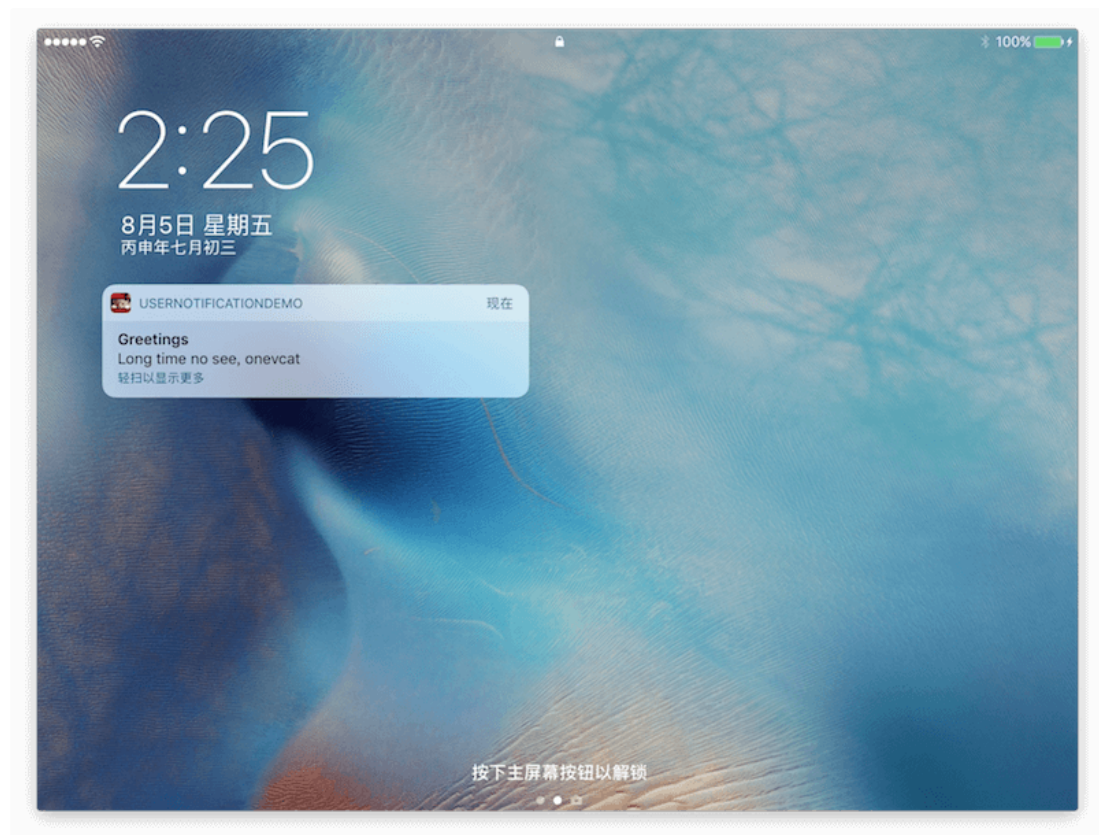 100%
2:25
8月5日 星期五
丙申年七月初三
USERNOTIFICATIONDEMO 现在
Greetings
Long time no see, onevcat
轻扫以显示更多
按下主屏幕按钮以解锁